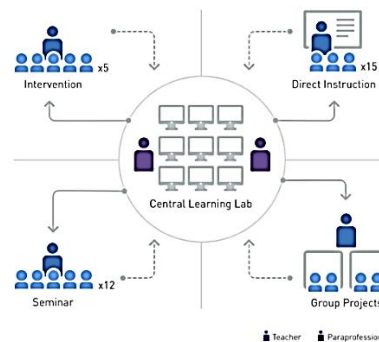 x5
Intervention
x15
Direct Instruction
Central Learning Lab
x12
Seminar
Group Projects
Teacher